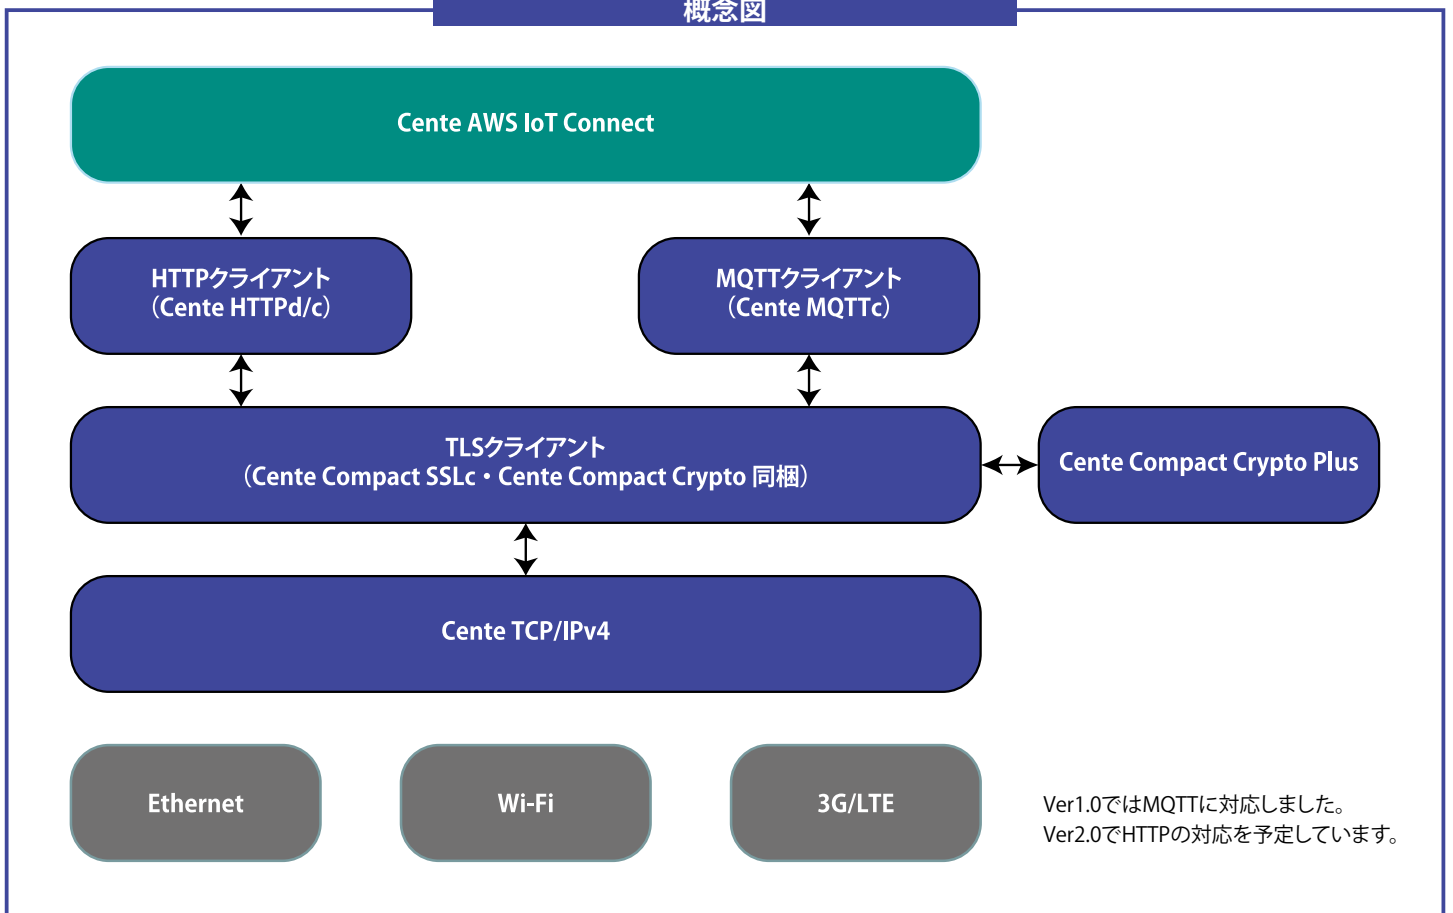 概念図
Cente AWS IoT Connect
HTTPクライアント
（Cente HTTPd/c）
MQTTクライアント
（Cente MQTTc）
TLSクライアント
（Cente Compact SSLc・Cente Compact Crypto 同梱）
Cente Compact Crypto Plus
Cente TCP/IPv4
Ethernet
Wi-Fi
3G/LTE
Ver1.0ではMQTTに対応しました。
Ver2.0でHTTPの対応を予定しています。